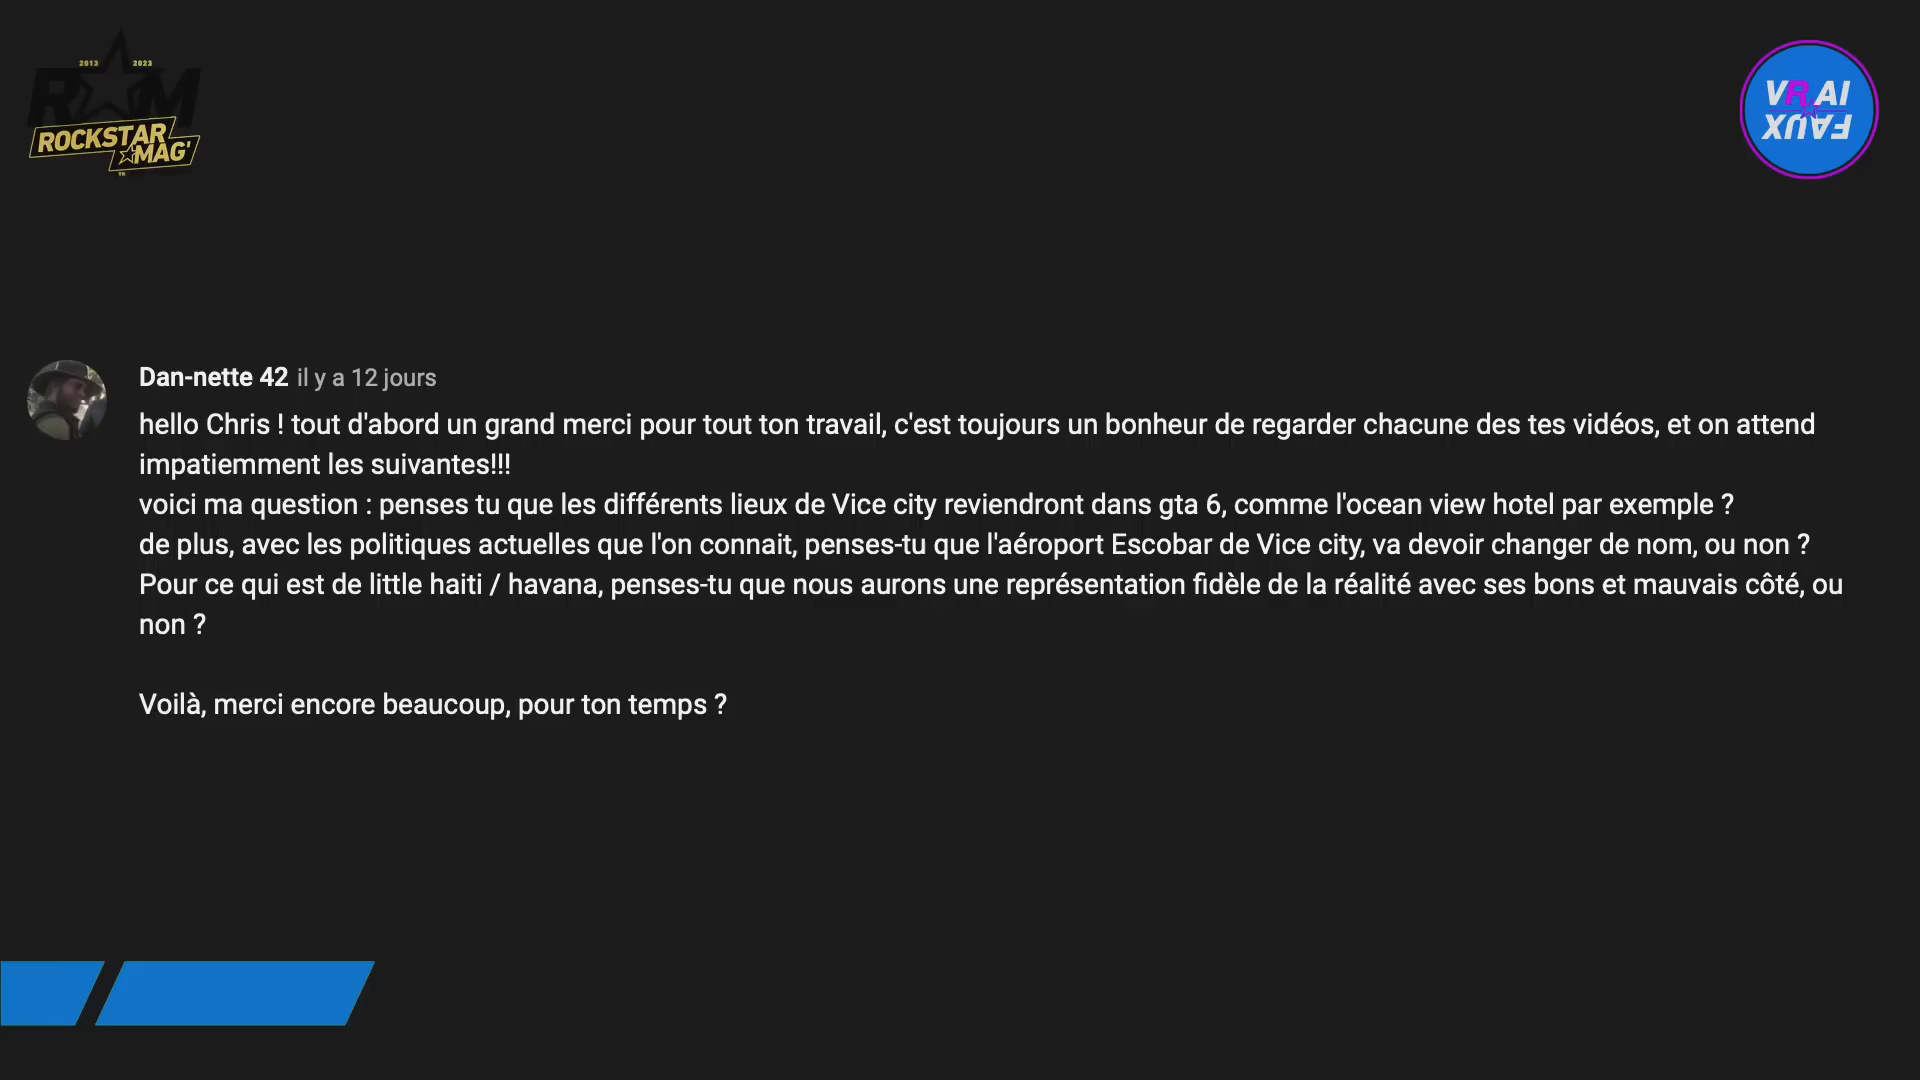 2013 2023
RM
ROCKSTAR
MAG'
TM
VRAI
FAUX
Dan-nette 42 il y a 12 jours
hello Chris ! tout d'abord un grand merci pour tout ton travail, c'est toujours un bonheur de regarder chacune des tes vidéos, et on attend
impatiemment les suivantes!!!
voici ma question : penses tu que les différents lieux de Vice city reviendront dans gta 6, comme l'ocean view hotel par exemple ?
de plus, avec les politiques actuelles que l'on connait, penses-tu que l'aéroport Escobar de Vice city, va devoir changer de nom, ou non ?
Pour ce qui est de little haiti / havana, penses-tu que nous aurons une représentation fidèle de la réalité avec ses bons et mauvais côté, ou
non ?
Voilà, merci encore beaucoup, pour ton temps ?